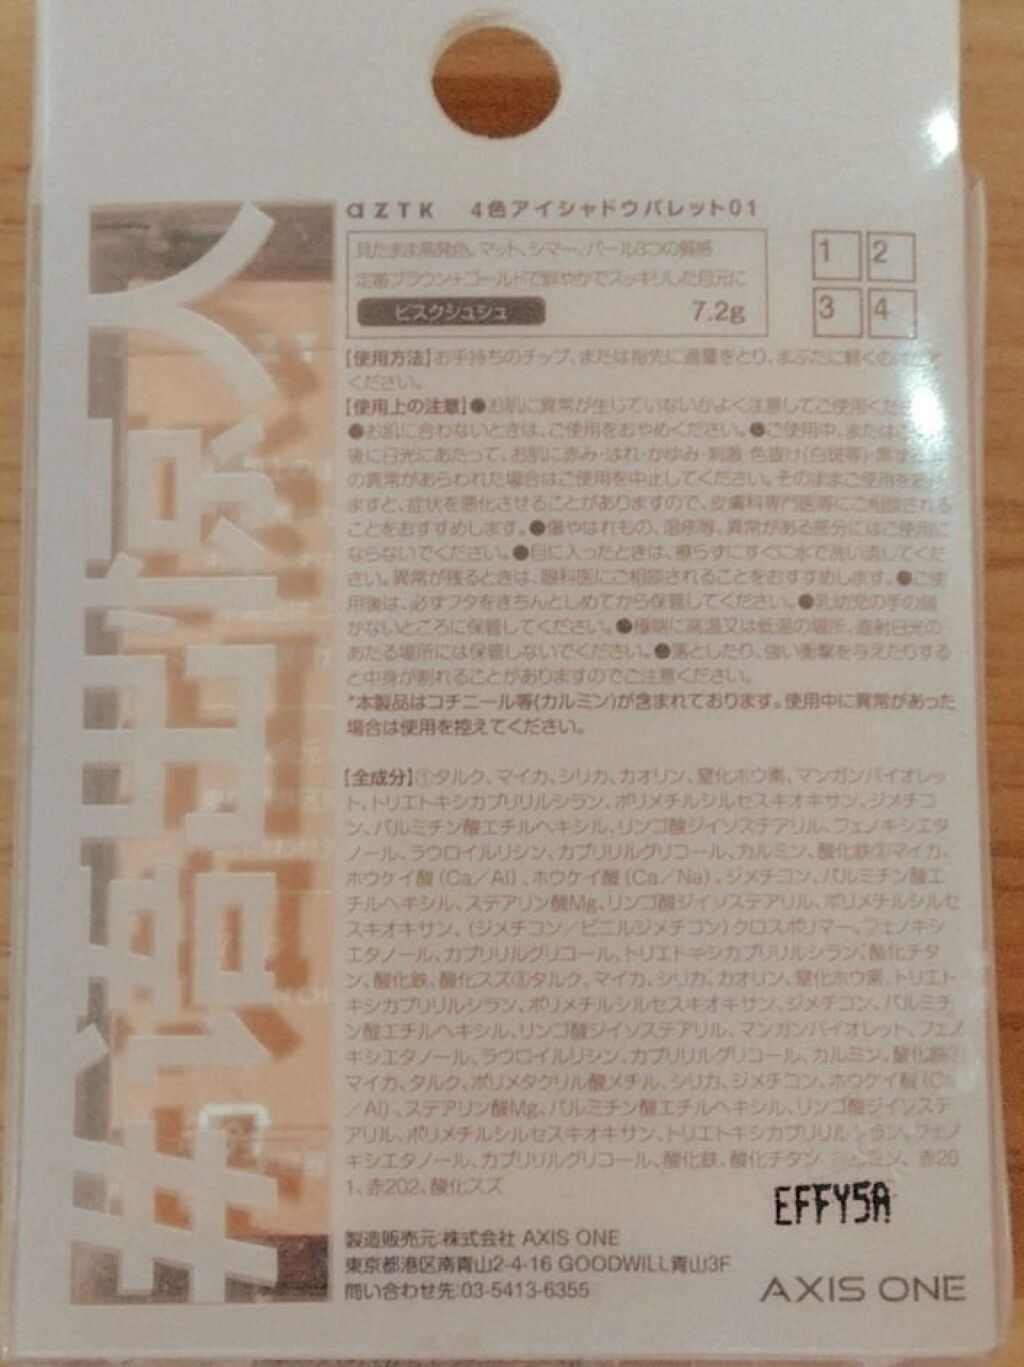 aZTK 4色アイシャドウパレット01
見たまま高発色。マット、シマー、パール3つの質感
定番ブラウン+ゴールドで鮮やかでスッキリした目元に
ビスクシュシュ 7.2g
1 2
3 4
【使用方法】お手持ちのチップ、または指先に適量をとり、まぶたに軽くの
ください。
【使用上の注意】●お肌に異常が生じていないかよく注意してご使用くだ
●お肌に合わないときは、ご使用をおやめください。●ご使用中、または
後に日光にあたって、お肌に赤み・はれ・かゆみ・刺激・色抜け(白斑等)・黒ず
の異常があらわれた場合はご使用を中止してください。そのままご使用を
ますと、症状を悪化させることがありますので、皮膚科専門医等にご相談される
ことをおすすめします。●傷やはれもの、湿疹等、異常がある部分にはご使用に
ならないでください。●目に入ったときは、擦らずにすぐに水で洗い流してくだ
さい。異常が残るときは、眼科医にご相談されることをおすすめします。●ご使
用後は、必ずフタをきちんとしめてから保管してください。●乳幼児の手の届
かないところに保管してください。●極端に高温又は低温の場所、直射日光の
あたる場所には保管しないでください。●落としたり、強い衝撃を与えたりする
と中身が割れることがありますのでご注意ください。
*本製品はコチニール等(カルミン)が含まれております。使用中に異常があった
場合は使用を控えてください。
【全成分】①タルク、マイカ、シリカ、カオリン、窒化ホウ素、マンガンバイオレッ
ト、トリエトキシカプリリルシラン、ポリメチルシルセスキオキサン、ジメチコ
ン、パルミチン酸エチルヘキシル、リンゴ酸ジイソステアリル、フェノキシエタ
ノール、ラウロイルリシン、カプリリルグリコール、カルミン、酸化鉄②マイカ、
ホウケイ酸(Ca/Al)、ホウケイ酸(Ca/Na)、ジメチコン、パルミチン酸エ
チルヘキシル、ステアリン酸Mg、リンゴ酸ジイソステアリル、ポリメチルシルセ
スキオキサン、(ジメチコン/ビニルジメチコン)クロスポリマー、フェノキシ
エタノール、カプリリルグリコール、トリエトキシカプリリルシラン、酸化チタ
ン、酸化鉄、酸化スズ③タルク、マイカ、シリカ、カオリン、窒化ホウ素、トリエト
キシカプリリルシラン、ポリメチルシルセスキオキサン、ジメチコン、パルミチ
ン酸エチルヘキシル、リンゴ酸ジイソステアリル、マンガンバイオレット、フェノ
キシエタノール、ラウロイルリシン、カプリリルグリコール、カルミン、酸化鉄④
マイカ、タルク、ポリメタクリル酸メチル、シリカ、ジメチコン、ホウケイ酸(Ca
/Al)、ステアリン酸Mg、パルミチン酸エチルヘキシル、リンゴ酸ジイソステ
アリル、ポリメチルシルセスキオキサン、トリエトキシカプリリルシラン、フェノ
キシエタノール、カプリリルグリコール、酸化鉄、酸化チタン、カルミン、赤20
1、赤202、酸化スズ
EFFY5A
製造販売元:株式会社 AXIS ONE
東京都港区南青山2-4-16 GOODWILL青山3F
問い合わせ先:03-5413-6355
AXIS ONE